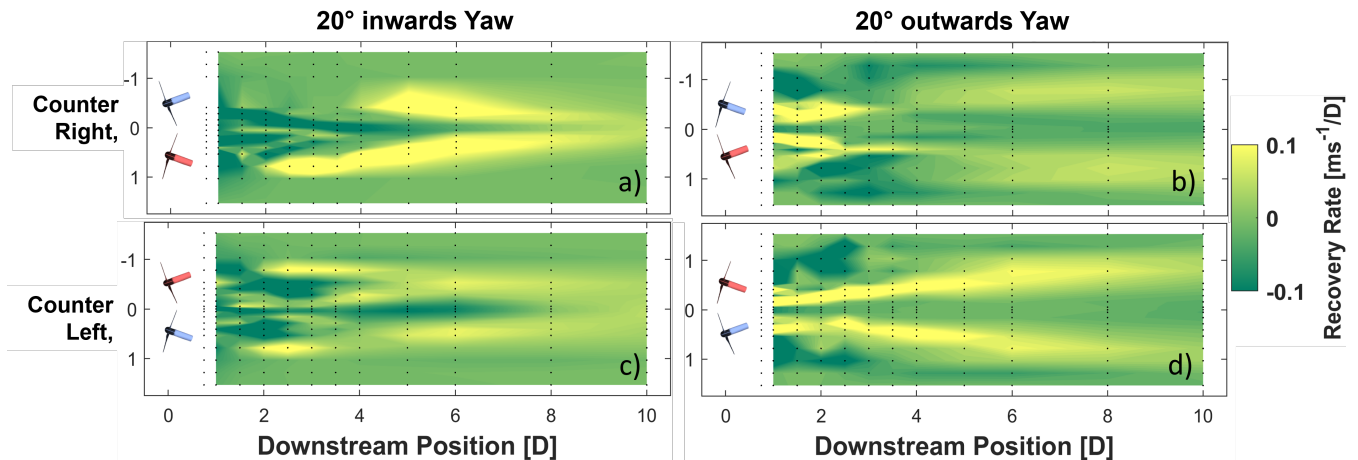 20° inwards Yaw
20° outwards Yaw
Counter
Right,
-1
0
1
a)
-1
0
1
b)
Counter
Left,
-1
0
1
c)
-1
0
1
d)
0 2 4 6 8 10
0 2 4 6 8 10
Downstream Position [D]
Downstream Position [D]
0.1
0
-0.1
Recovery Rate [ms⁻¹/D]